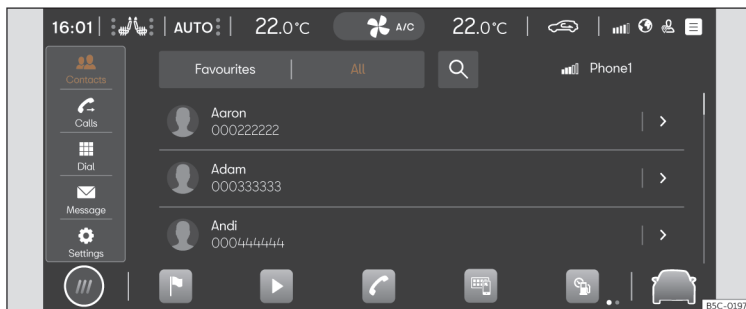 16:01 AUTO 22.0°C A/C 22.0°C
Contacts
Calls
Dial
Message
Settings
Favourites All
Phone1
Aaron
000222222
Adam
000333333
Andi
000444444
B5C-0197